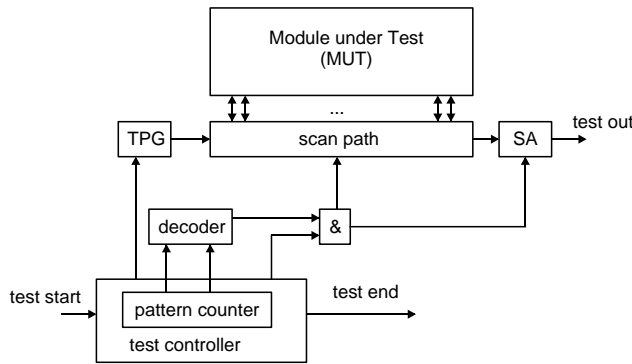 Module under Test
(MUT)
...
TPG
scan path
SA
test out
decoder
&
test start
pattern counter
test end
test controller